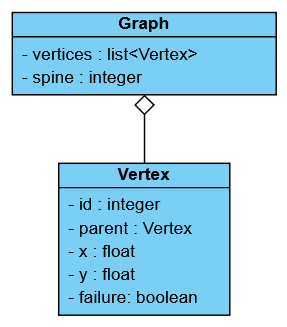 Graph
- vertices : list<Vertex>
- spine : integer
Vertex
- id : integer
- parent : Vertex
- x : float
- y : float
- failure: boolean